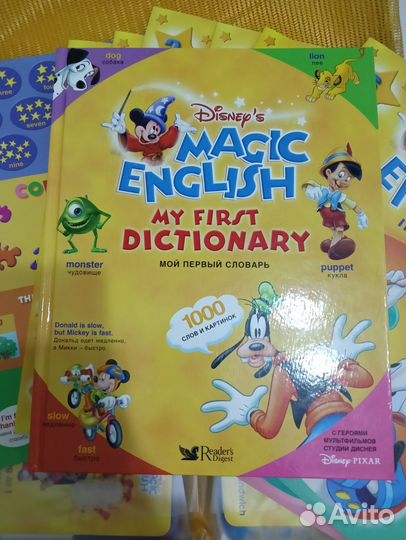 dog
собака
lion
лев
Disney's
MAGIC
ENGLISH
MY FIRST
DICTIONARY
МОЙ ПЕРВЫЙ СЛОВАРЬ
monster
чудовище
puppet
кукла
1000
СЛОВ И КАРТИНОК
Donald is slow,
but Mickey is fast.
Дональд едет медленно,
а Микки – быстро.
slow
медленно
fast
быстро
Reader's
Digest
С ГЕРОЯМИ
МУЛЬТФИЛЬМОВ
СТУДИИ ДИСНЕЯ
Disney·PIXAR
seven
nine
Avito